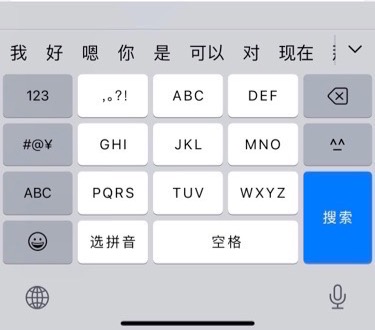 我 好 嗯 你 是 可以 对 现在
123 ,。?! ABC DEF
#@¥ GHI JKL MNO ^^
ABC PQRS TUV WXYZ 搜索
选拼音 空格